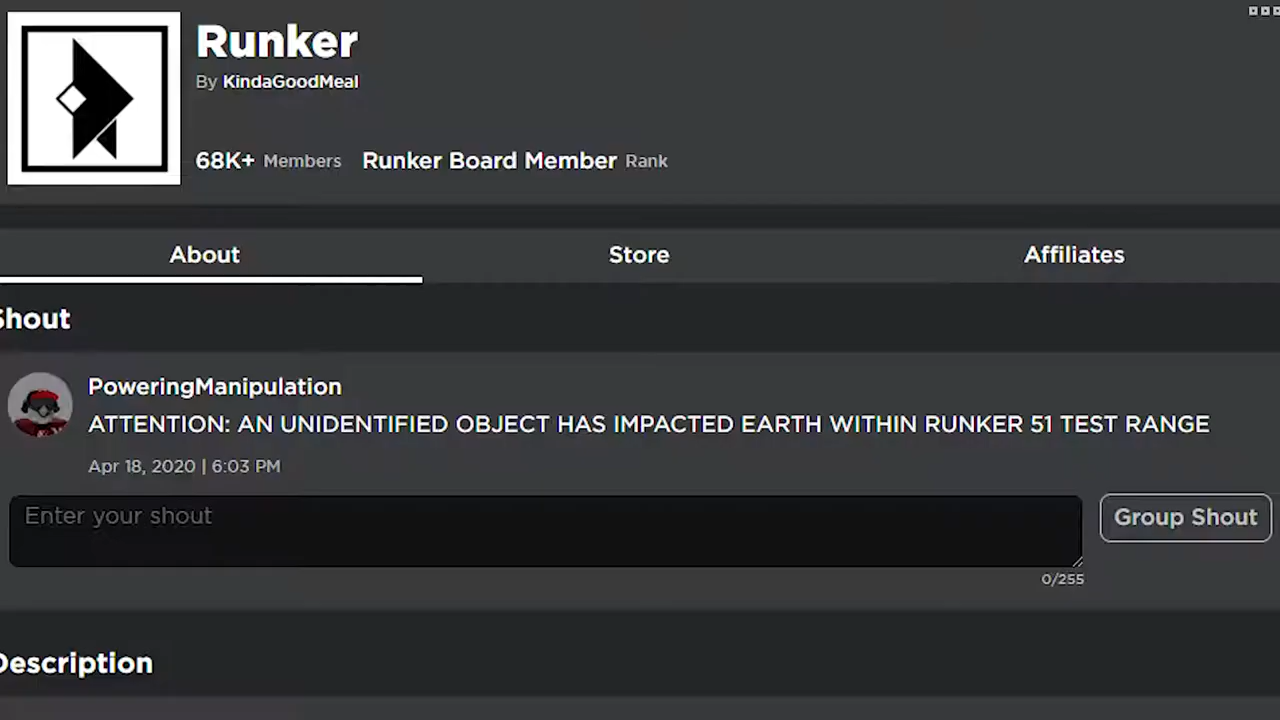 Runker
By KindaGoodMeal
68K+ Members Runker Board Member Rank
About Store Affiliates
Shout
PoweringManipulation
ATTENTION: AN UNIDENTIFIED OBJECT HAS IMPACTED EARTH WITHIN RUNKER 51 TEST RANGE
Apr 18, 2020 | 6:03 PM
Enter your shout
Group Shout
0/255
Description